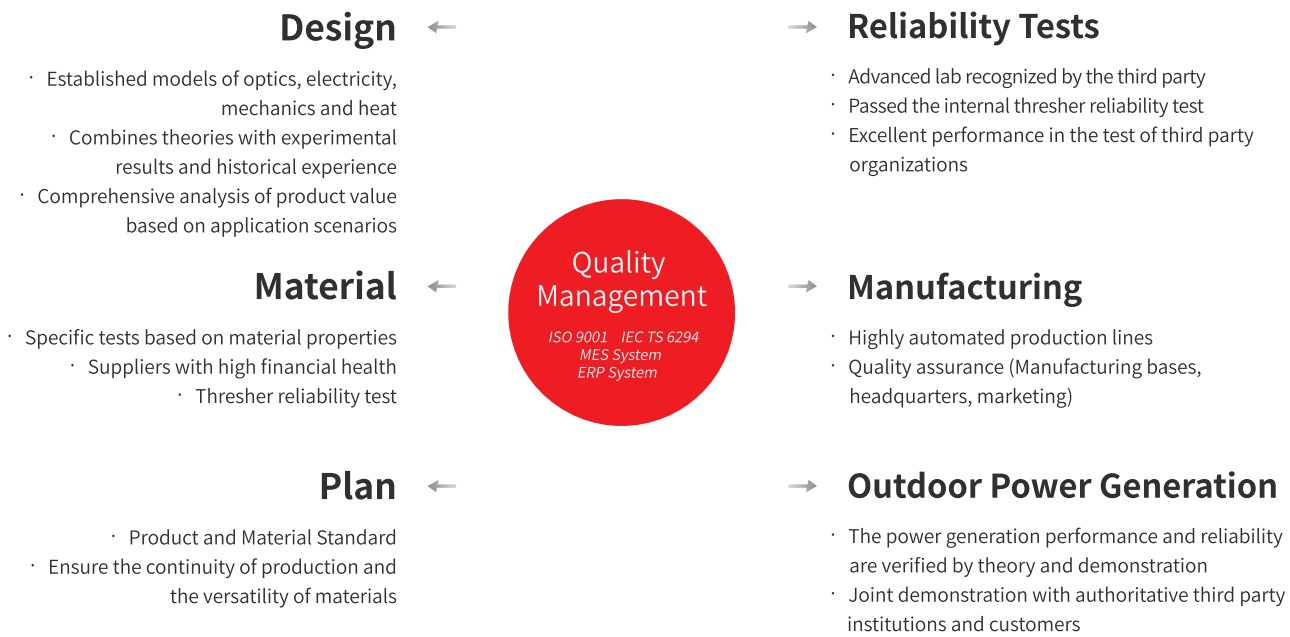 Design
· Established models of optics, electricity,
mechanics and heat
· Combines theories with experimental
results and historical experience
· Comprehensive analysis of product value
based on application scenarios
Material
· Specific tests based on material properties
· Suppliers with high financial health
· Thresher reliability test
Plan
· Product and Material Standard
· Ensure the continuity of production and
the versatility of materials
Quality
Management
ISO 9001 IEC TS 6294
MES System
ERP System
Reliability Tests
· Advanced lab recognized by the third party
· Passed the internal thresher reliability test
· Excellent performance in the test of third party
organizations
Manufacturing
· Highly automated production lines
· Quality assurance (Manufacturing bases,
headquarters, marketing)
Outdoor Power Generation
· The power generation performance and reliability
are verified by theory and demonstration
· Joint demonstration with authoritative third party
institutions and customers